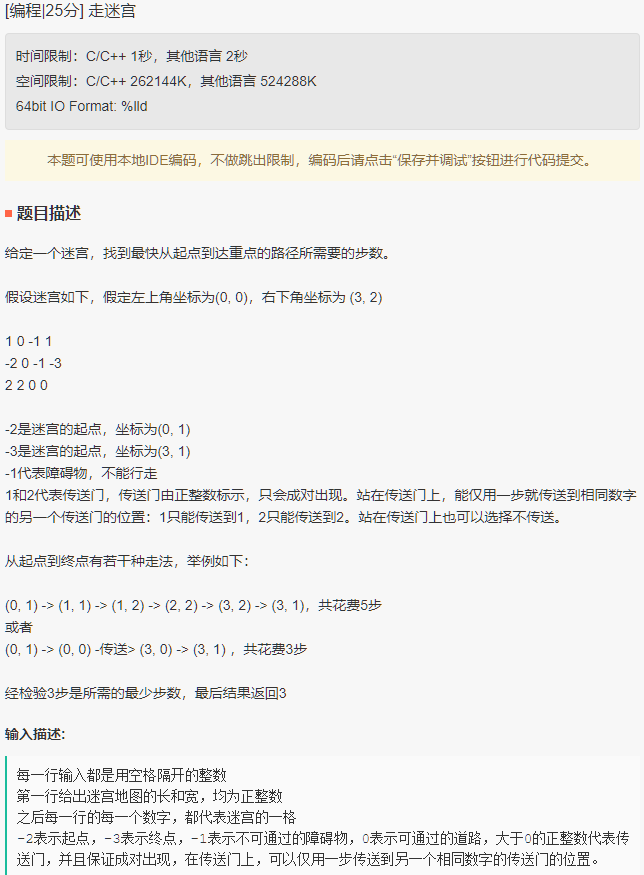 [编程|25分] 走迷宫
时间限制：C/C++ 1秒，其他语言 2秒
空间限制：C/C++ 262144K，其他语言 524288K
64bit IO Format: %lld
本题可使用本地IDE编码，不做跳出限制，编码后请点击“保存并调试”按钮进行代码提交。
题目描述
给定一个迷宫，找到最快从起点到达重点的路径所需要的步数。
假设迷宫如下，假定左上角坐标为(0, 0)，右下角坐标为 (3, 2)
1 0 -1 1
-2 0 -1 -3
2 2 0 0
-2是迷宫的起点，坐标为(0, 1)
-3是迷宫的起点，坐标为(3, 1)
-1代表障碍物，不能行走
1和2代表传送门，传送门由正整数标示，只会成对出现。站在传送门上，能仅用一步就传送到相同数字
的另一个传送门的位置：1只能传送到1，2只能传送到2。站在传送门上也可以选择不传送。
从起点到终点有若干种走法，举例如下：
(0, 1) -> (1, 1) -> (1, 2) -> (2, 2) -> (3, 2) -> (3, 1)，共花费5步
或者
(0, 1) -> (0, 0) -传送> (3, 0) -> (3, 1) ，共花费3步
经检验3步是所需的最少步数，最后结果返回3
输入描述:
每一行输入都是用空格隔开的整数
第一行给出迷宫地图的长和宽，均为正整数
之后每一行的每一个数字，都代表迷宫的一格
-2表示起点，-3表示终点，-1表示不可通过的障碍物，0表示可通过的道路，大于0的正整数代表传
送门，并且保证成对出现，在传送门上，可以仅用一步传送到另一个相同数字的传送门的位置。